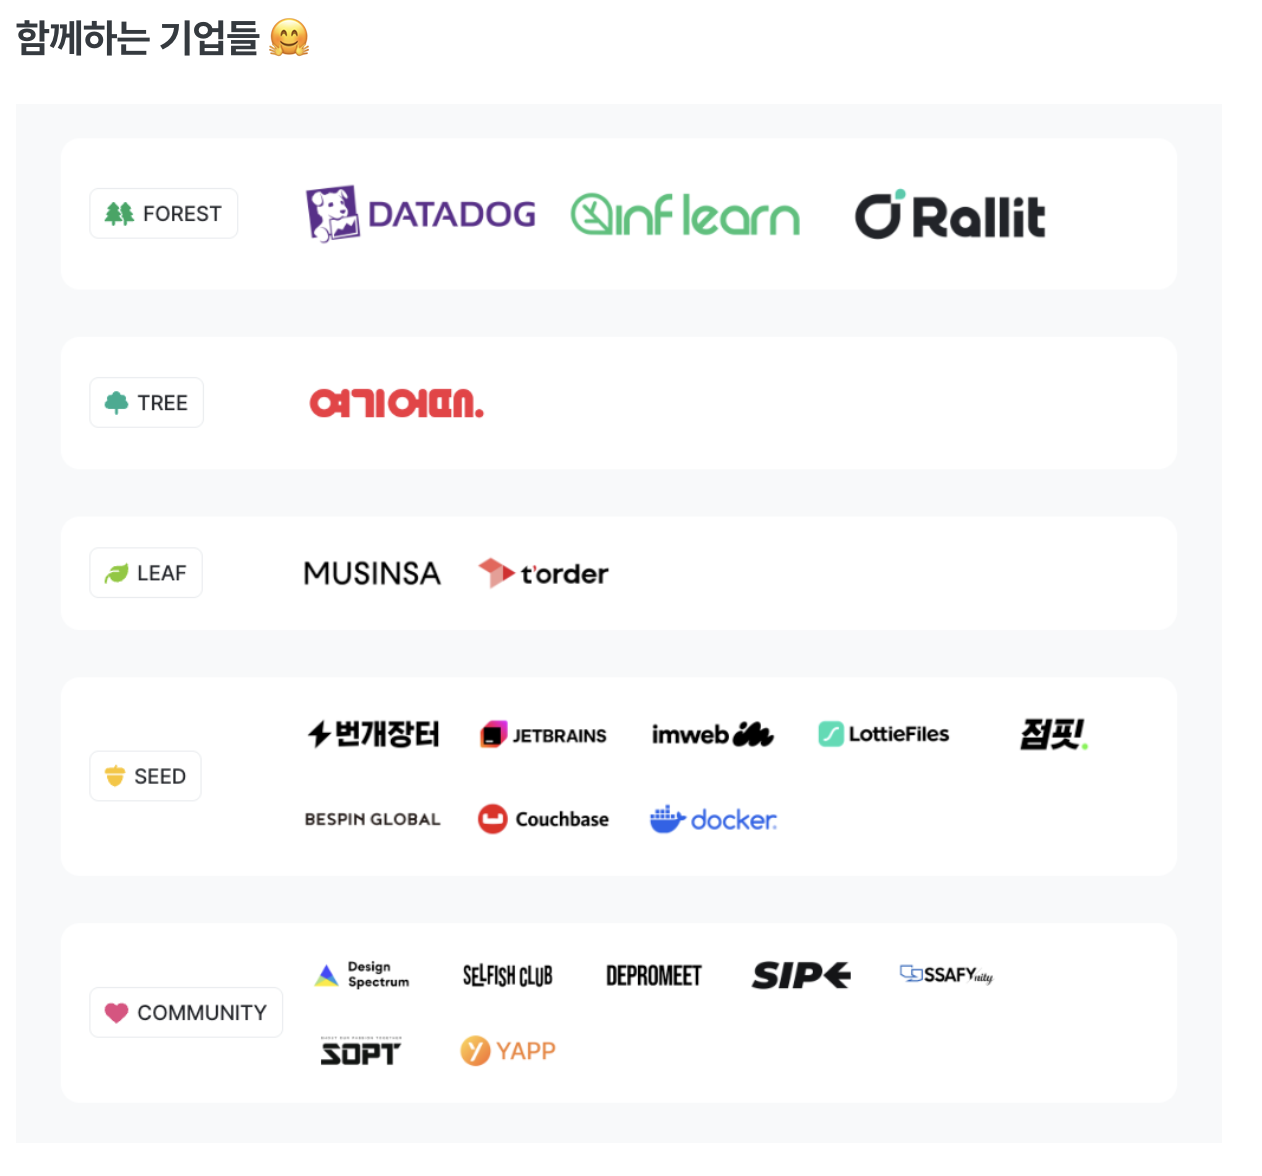 함께하는 기업들 🤗
FOREST
DATADOG
inflearn
Rallit
TREE
여기어때.
LEAF
MUSINSA
t'order
SEED
번개장터
JETBRAINS
imweb
LottieFiles
점핏.
BESPIN GLOBAL
Couchbase
docker
COMMUNITY
Design
Spectrum
SELFISH CLUB
DEPROMEET
SIPE
SSAFYnity
SOPT
YAPP